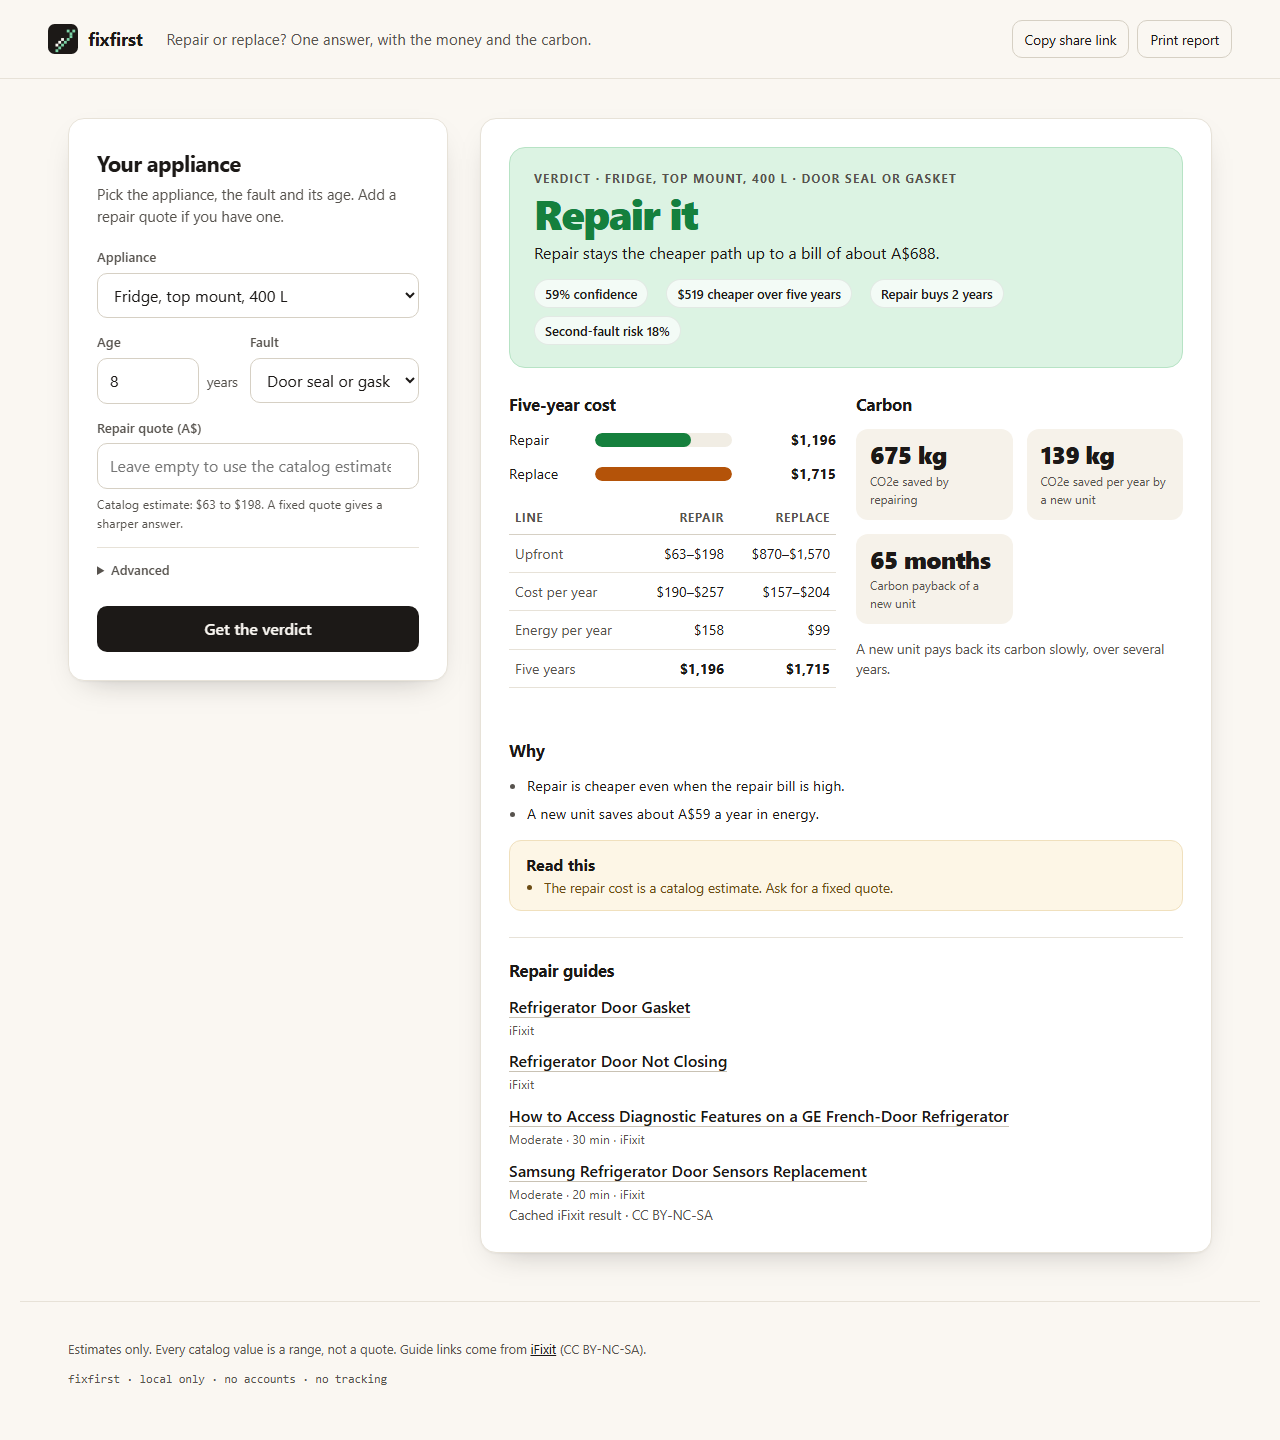 fixfirst
Repair or replace? One answer, with the money and the carbon.
Copy share link
Print report
Your appliance
Pick the appliance, the fault and its age. Add a
repair quote if you have one.
Appliance
Fridge, top mount, 400 L
Age
Fault
8
years
Door seal or gask
Repair quote (A$)
Leave empty to use the catalog estimate
Catalog estimate: $63 to $198. A fixed quote gives a
sharper answer.
Advanced
Get the verdict
VERDICT · FRIDGE, TOP MOUNT, 400 L · DOOR SEAL OR GASKET
Repair it
Repair stays the cheaper path up to a bill of about A$688.
59% confidence
$519 cheaper over five years
Repair buys 2 years
Second-fault risk 18%
Five-year cost
Repair $1,196
Replace $1,715
LINE REPAIR REPLACE
Upfront $63–$198 $870–$1,570
Cost per year $190–$257 $157–$204
Energy per year $158 $99
Five years $1,196 $1,715
Carbon
675 kg
CO2e saved by
repairing
139 kg
CO2e saved per year by
a new unit
65 months
Carbon payback of a
new unit
A new unit pays back its carbon slowly, over several
years.
Why
• Repair is cheaper even when the repair bill is high.
• A new unit saves about A$59 a year in energy.
Read this
• The repair cost is a catalog estimate. Ask for a fixed quote.
Repair guides
Refrigerator Door Gasket
iFixit
Refrigerator Door Not Closing
iFixit
How to Access Diagnostic Features on a GE French-Door Refrigerator
Moderate · 30 min · iFixit
Samsung Refrigerator Door Sensors Replacement
Moderate · 20 min · iFixit
Cached iFixit result · CC BY-NC-SA
Estimates only. Every catalog value is a range, not a quote. Guide links come from iFixit (CC BY-NC-SA).
fixfirst · local only · no accounts · no tracking